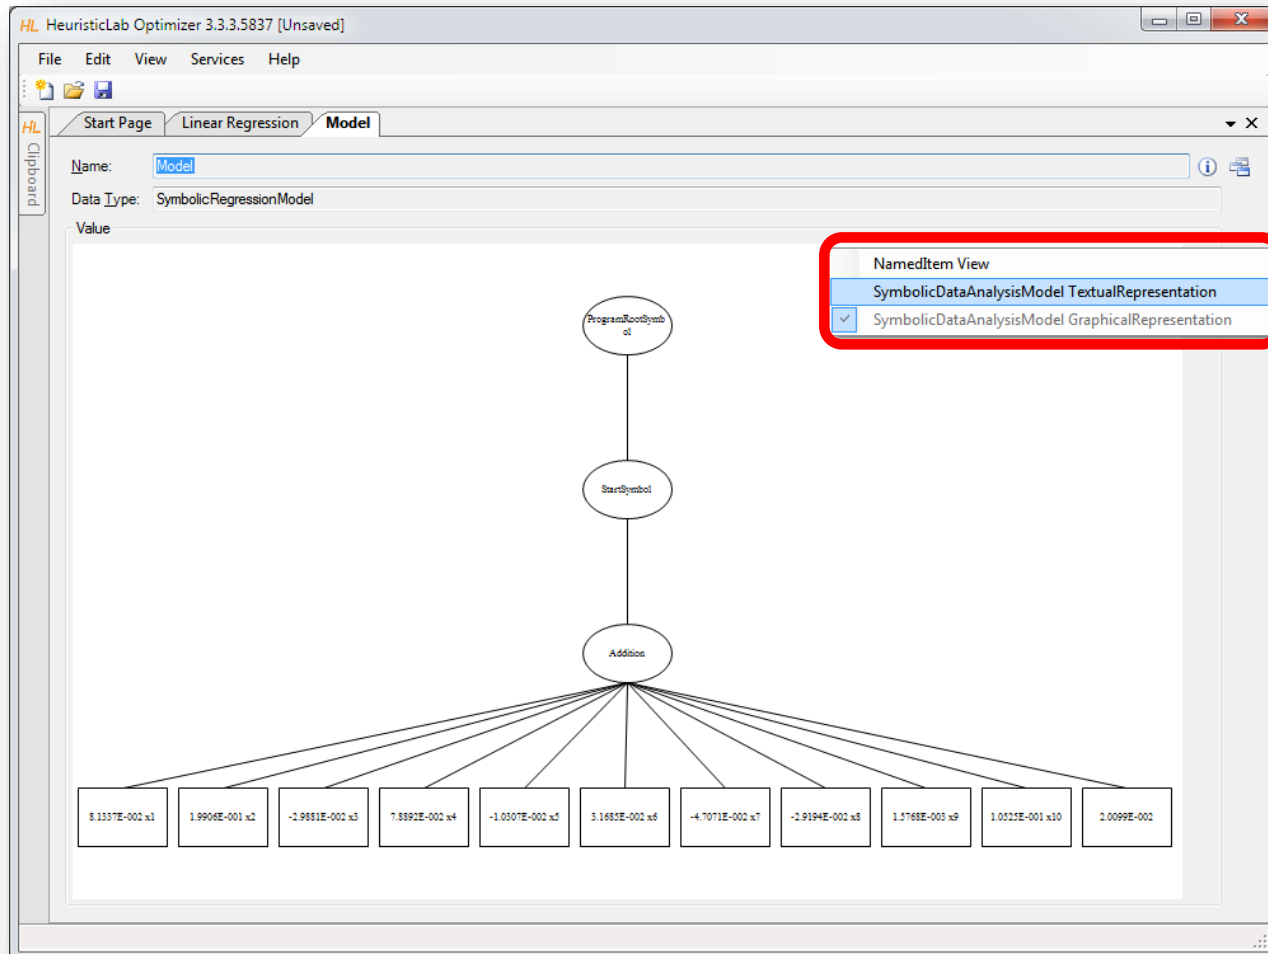 HL HeuristicLab Optimizer 3.3.3.5837 [Unsaved]
File Edit View Services Help
HL Clipboard
Start Page Linear Regression Model
Name: Model
Data Type: SymbolicRegressionModel
Value
NamedItem View
SymbolicDataAnalysisModel TextualRepresentation
SymbolicDataAnalysisModel GraphicalRepresentation
ProgramRootSymb
ol
StartSymbol
Addition
8.1337E-002 x1 1.9906E-001 x2 -2.9881E-002 x3 7.8892E-002 x4 -1.0307E-002 x5 3.1685E-002 x6 -4.7071E-002 x7 -2.9194E-002 x8 1.5768E-003 x9 1.0525E-001 x10 2.0099E-002